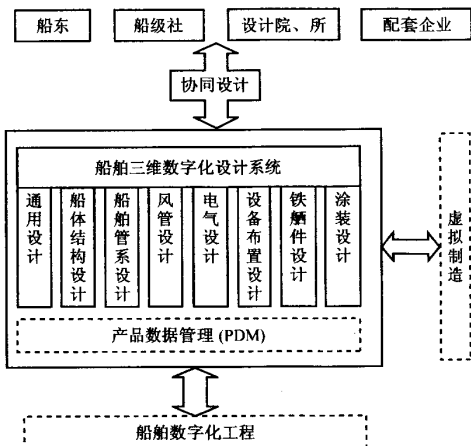 船东
船级社
设计院、所
配套企业
协同设计
船舶三维数字化设计系统
通用设计
船体结构设计
船舶管系设计
风管设计
电气设计
设备布置设计
铁舾件设计
涂装设计
产品数据管理 (PDM)
虚拟制造
船舶数字化工程